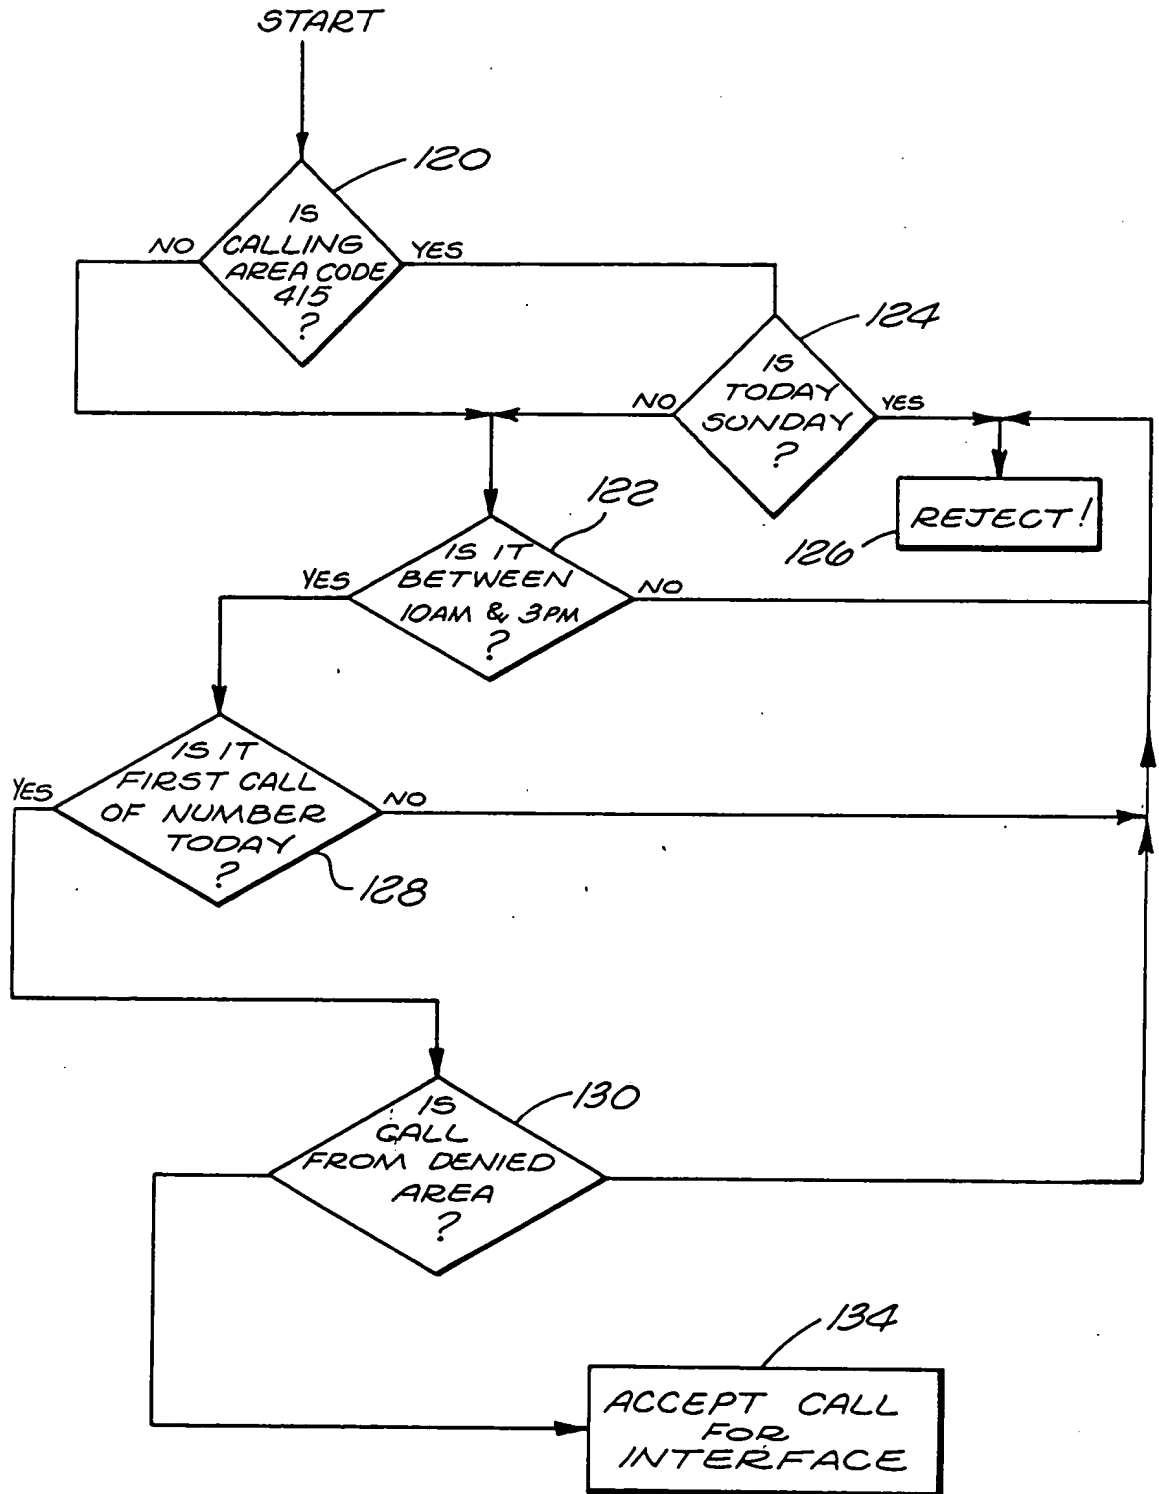 START
120
IS
CALLING
AREA CODE
415
?
NO
YES
124
IS
TODAY
SUNDAY
?
NO
YES
REJECT!
126
122
IS IT
BETWEEN
10AM & 3PM
?
YES
NO
IS IT
FIRST CALL
OF NUMBER
TODAY
?
YES
NO
128
130
IS
CALL
FROM DENIED
AREA
?
134
ACCEPT CALL
FOR
INTERFACE